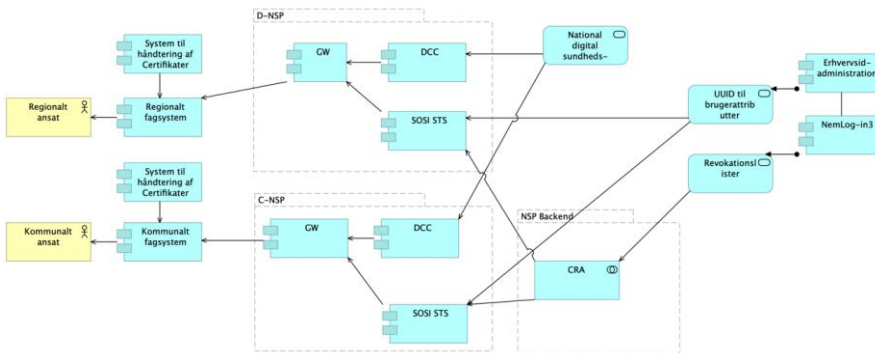 D-NSP
System til
håndtering af
Certifikater
GW
DCC
National
digital
sundheds-
Erhvervsid-
administration
Regionalt
ansat
Regionalt
fagsystem
SOSI STS
UUID til
brugerattrib
utter
NemLog-in3
System til
håndtering af
Certifikater
Revokationsl
ister
C-NSP
NSP Backend
Kommunalt
ansat
Kommunalt
fagsystem
GW
DCC
CRA
SOSI STS